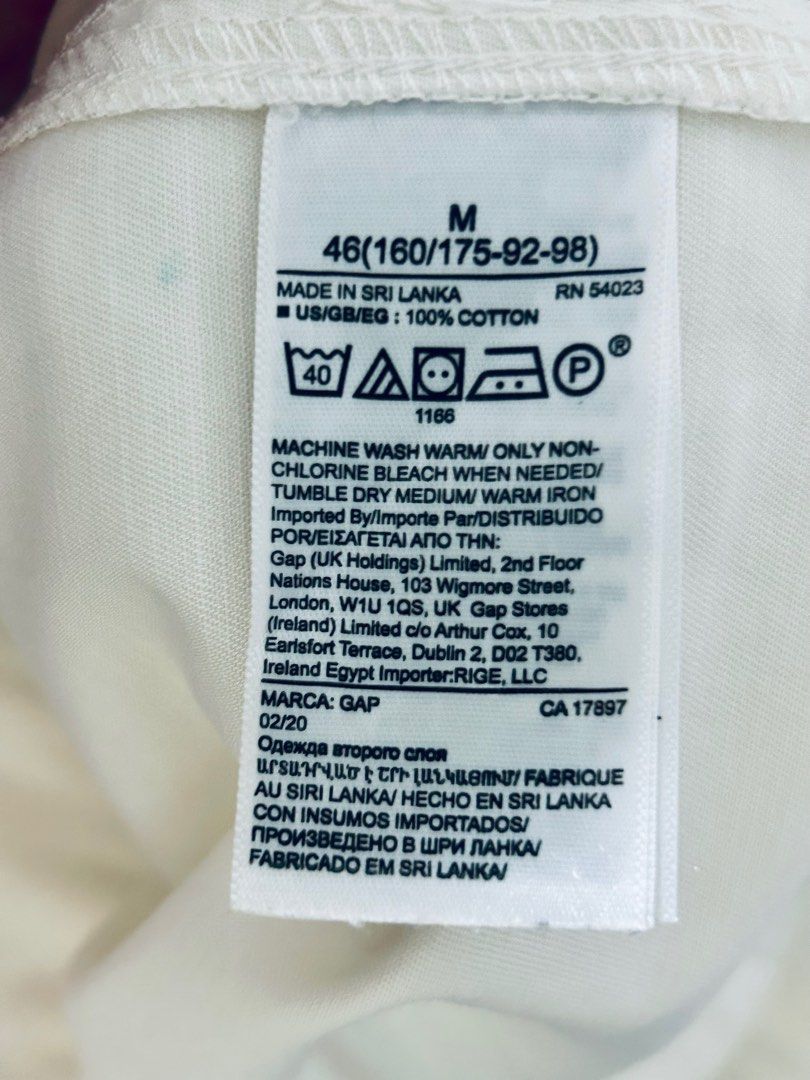 M
46(160/175-92-98)
MADE IN SRI LANKA RN 54023
■ US/GB/EG : 100% COTTON
40 P ®
1166
MACHINE WASH WARM/ ONLY NON-
CHLORINE BLEACH WHEN NEEDED/
TUMBLE DRY MEDIUM/ WARM IRON
Imported By/Importe Par/DISTRIBUIDO
POR/ΕΙΣΑΓΕΤΑΙ ΑΠΟ ΤΗΝ:
Gap (UK Holdings) Limited, 2nd Floor
Nations House, 103 Wigmore Street,
London, W1U 1QS, UK Gap Stores
(Ireland) Limited c/o Arthur Cox, 10
Earlsfort Terrace, Dublin 2, D02 T380,
Ireland Egypt Importer:RIGE, LLC
MARCA: GAP CA 17897
02/20
Одежда второго слоя
ԱՐՏԱԴՐՎԱԾ Է ՇՐԻ ԼԱՆԿԱՅՈՒՄ/ FABRIQUE
AU SIRI LANKA/ HECHO EN SRI LANKA
CON INSUMOS IMPORTADOS/
ПРОИЗВЕДЕНО В ШРИ ЛАНКА/
FABRICADO EM SRI LANKA/